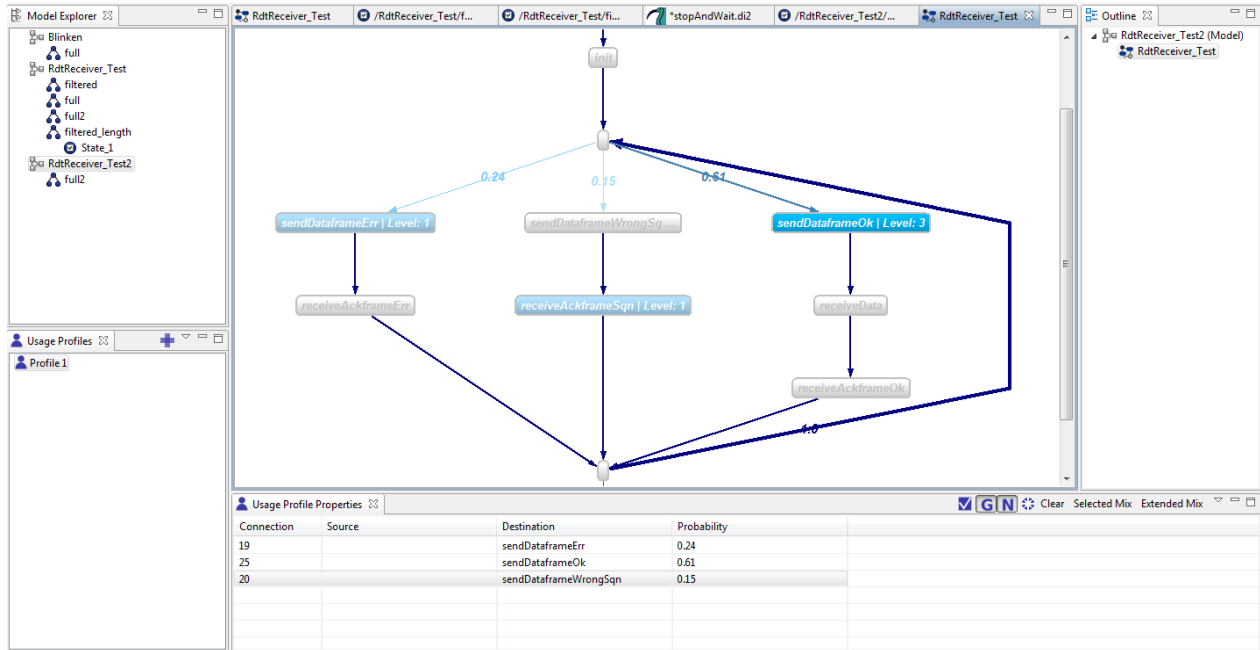 Model Explorer
Blinken
full
RdtReceiver_Test
filtered
full
full2
filtered_length
State_1
RdtReceiver_Test2
full2
Usage Profiles
Profile 1
RdtReceiver_Test
/RdtReceiver_Test/f...
/RdtReceiver_Test/fi...
*stopAndWait.di2
/RdtReceiver_Test2/...
RdtReceiver_Test
init
0.24
0.15
0.61
sendDataframeErr | Level: 1
sendDataframeWrongSq ...
sendDataframeOk | Level: 3
receiveAckframeErr
receiveAckframeSqn | Level: 1
receiveData
receiveAckframeOk
1.0
Outline
RdtReceiver_Test2 (Model)
RdtReceiver_Test
Usage Profile Properties
G N Clear Selected Mix Extended Mix
Connection Source Destination Probability
19 sendDataframeErr 0.24
25 sendDataframeOk 0.61
20 sendDataframeWrongSqn 0.15